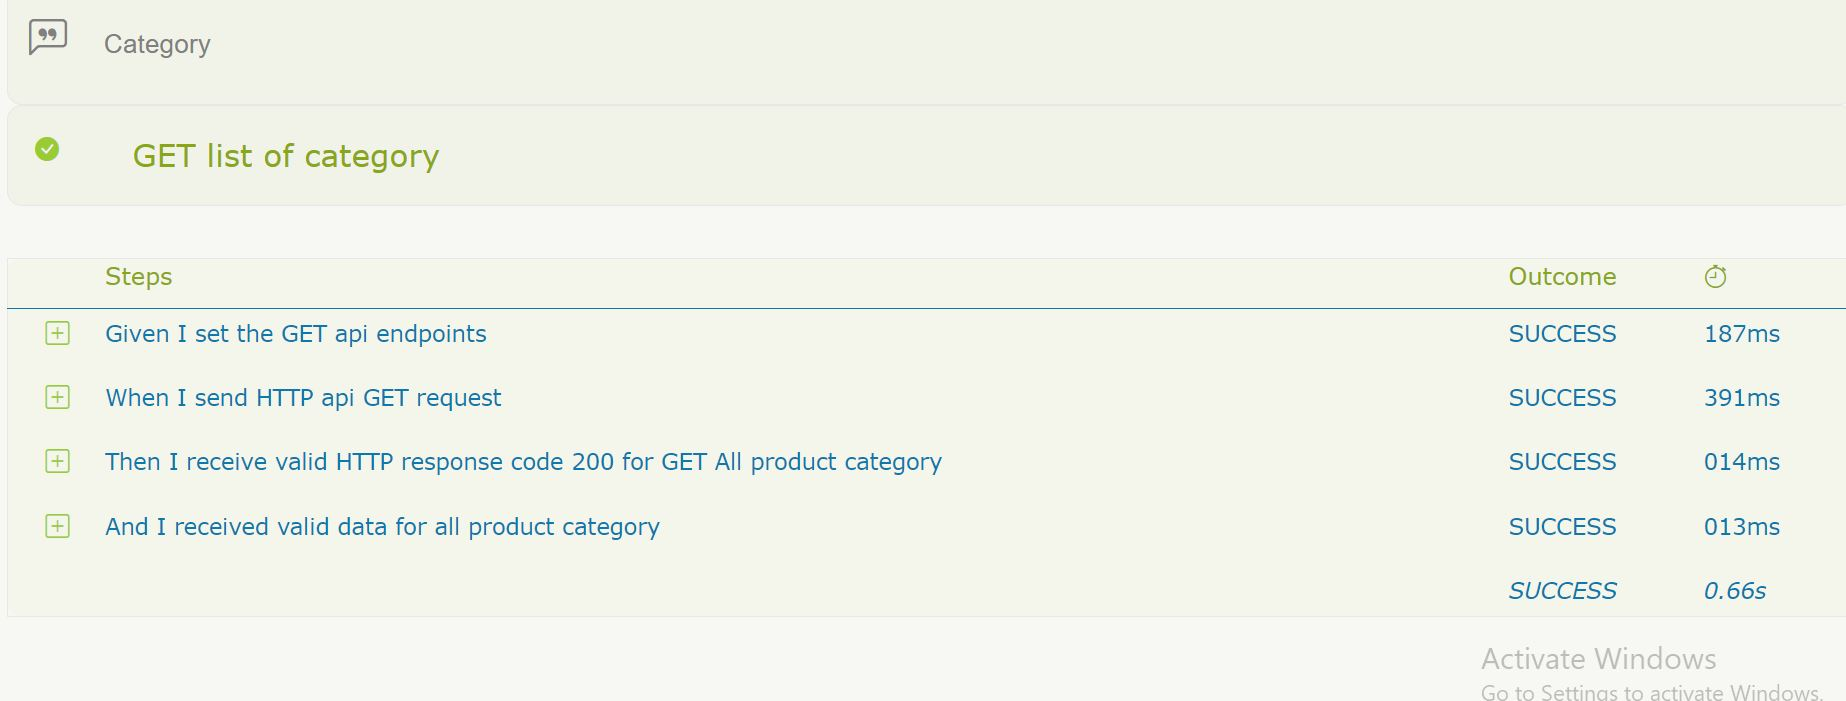 Category
GET list of category
Steps Outcome
Given I set the GET api endpoints SUCCESS 187ms
When I send HTTP api GET request SUCCESS 391ms
Then I receive valid HTTP response code 200 for GET All product category SUCCESS 014ms
And I received valid data for all product category SUCCESS 013ms
SUCCESS 0.66s
Activate Windows
Go to Settings to activate Windows.